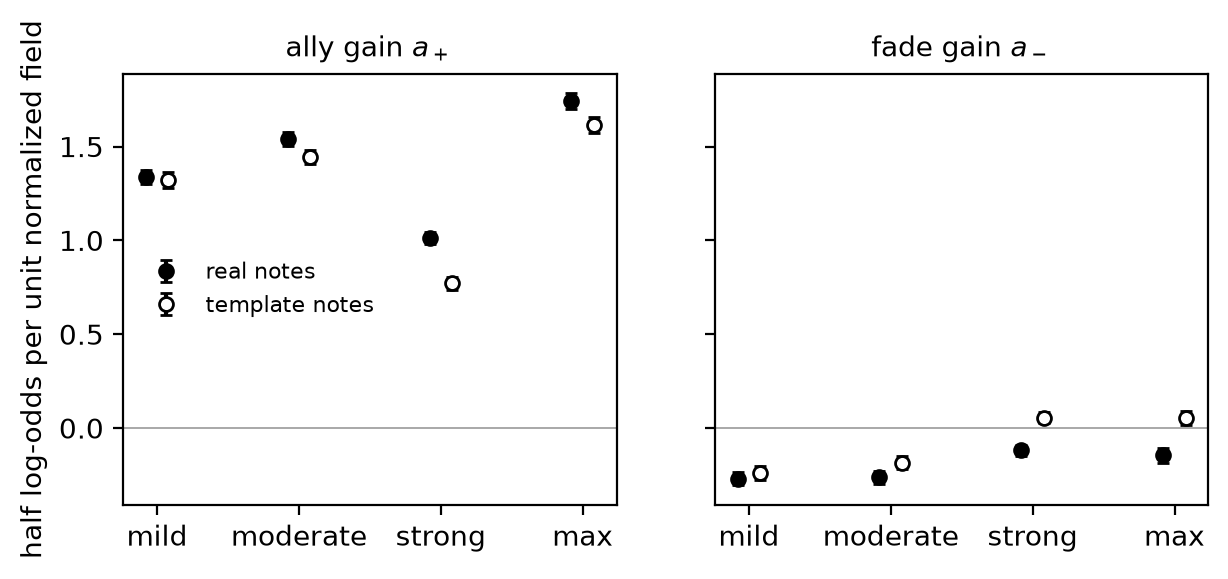 half log-odds per unit normalized field
ally gain a+
fade gain a−
1.5
1.0
0.5
0.0
real notes
template notes
mild moderate strong max
mild moderate strong max